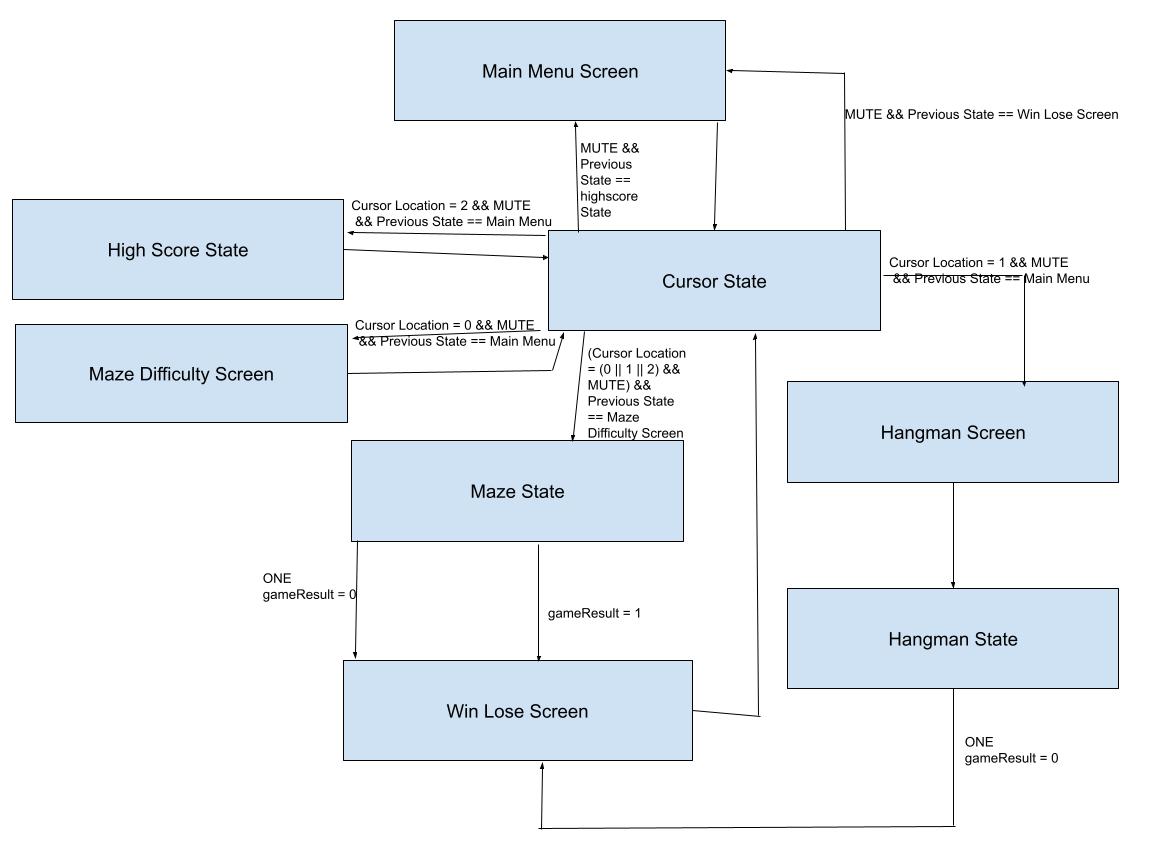 Main Menu Screen
MUTE && Previous State == Win Lose Screen
MUTE &&
Previous
State ==
highscore
State
Cursor Location = 2 && MUTE
&& Previous State == Main Menu
High Score State
Cursor State
Cursor Location = 1 && MUTE
&& Previous State == Main Menu
Cursor Location = 0 && MUTE
&& Previous State == Main Menu
Maze Difficulty Screen
(Cursor Location
= (0 || 1 || 2) &&
MUTE) &&
Previous State
== Maze
Difficulty Screen
Hangman Screen
Maze State
ONE
gameResult = 0
gameResult = 1
Hangman State
Win Lose Screen
ONE
gameResult = 0